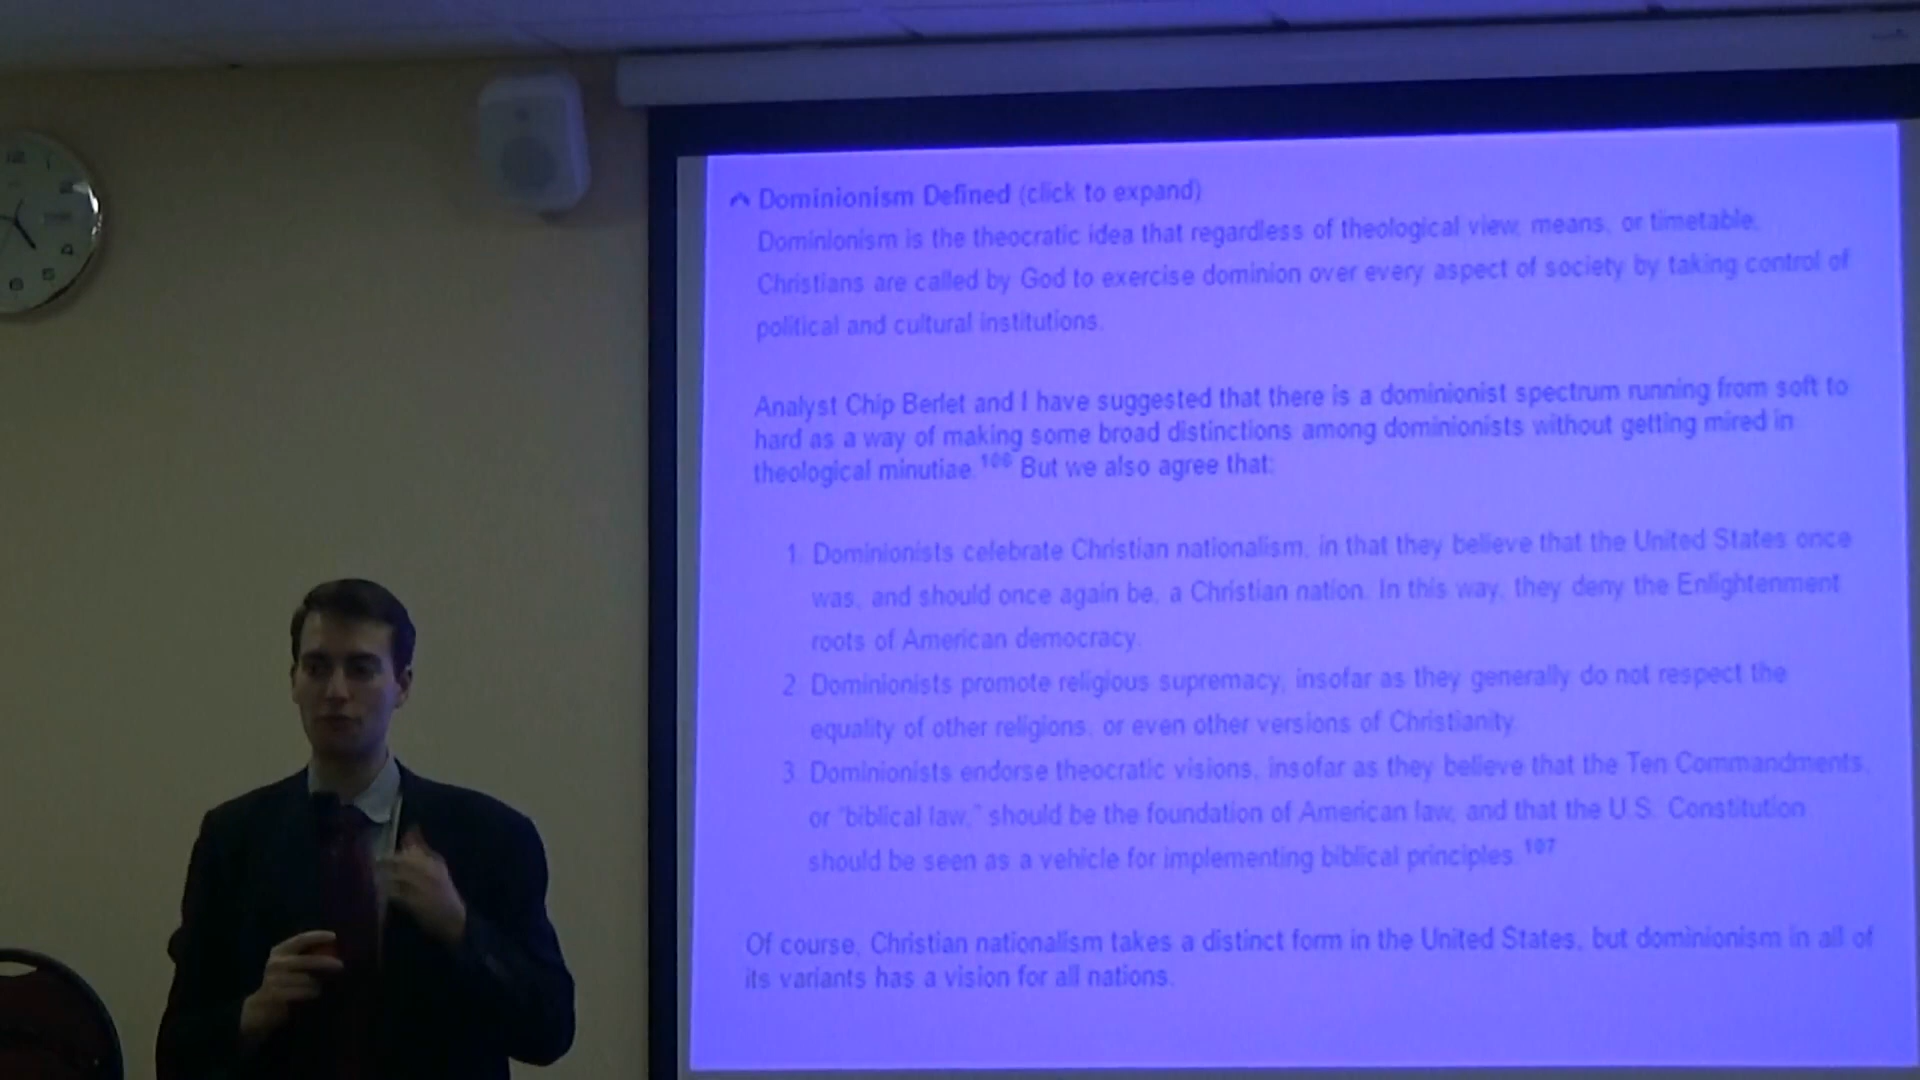 Dominionism Defined (click to expand)
Dominionism is the theocratic idea that regardless of theological view, means, or timetable,
Christians are called by God to exercise dominion over every aspect of society by taking control of
political and cultural institutions.
Analyst Chip Berlet and I have suggested that there is a dominionist spectrum running from soft to
hard as a way of making some broad distinctions among dominionists without getting mired in
theological minutiae.106 But we also agree that:
1. Dominionists celebrate Christian nationalism, in that they believe that the United States once
was, and should once again be, a Christian nation. In this way, they deny the Enlightenment
roots of American democracy.
2. Dominionists promote religious supremacy, insofar as they generally do not respect the
equality of other religions, or even other versions of Christianity.
3. Dominionists endorse theocratic visions, insofar as they believe that the Ten Commandments,
or "biblical law," should be the foundation of American law, and that the U.S. Constitution
should be seen as a vehicle for implementing biblical principles.107
Of course, Christian nationalism takes a distinct form in the United States, but dominionism in all of
its variants has a vision for all nations.